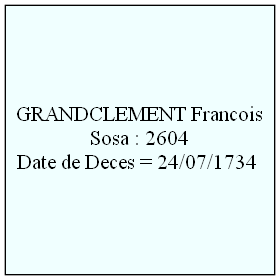 GRANDCLEMENT Francois
Sosa : 2604
Date de Deces = 24/07/1734